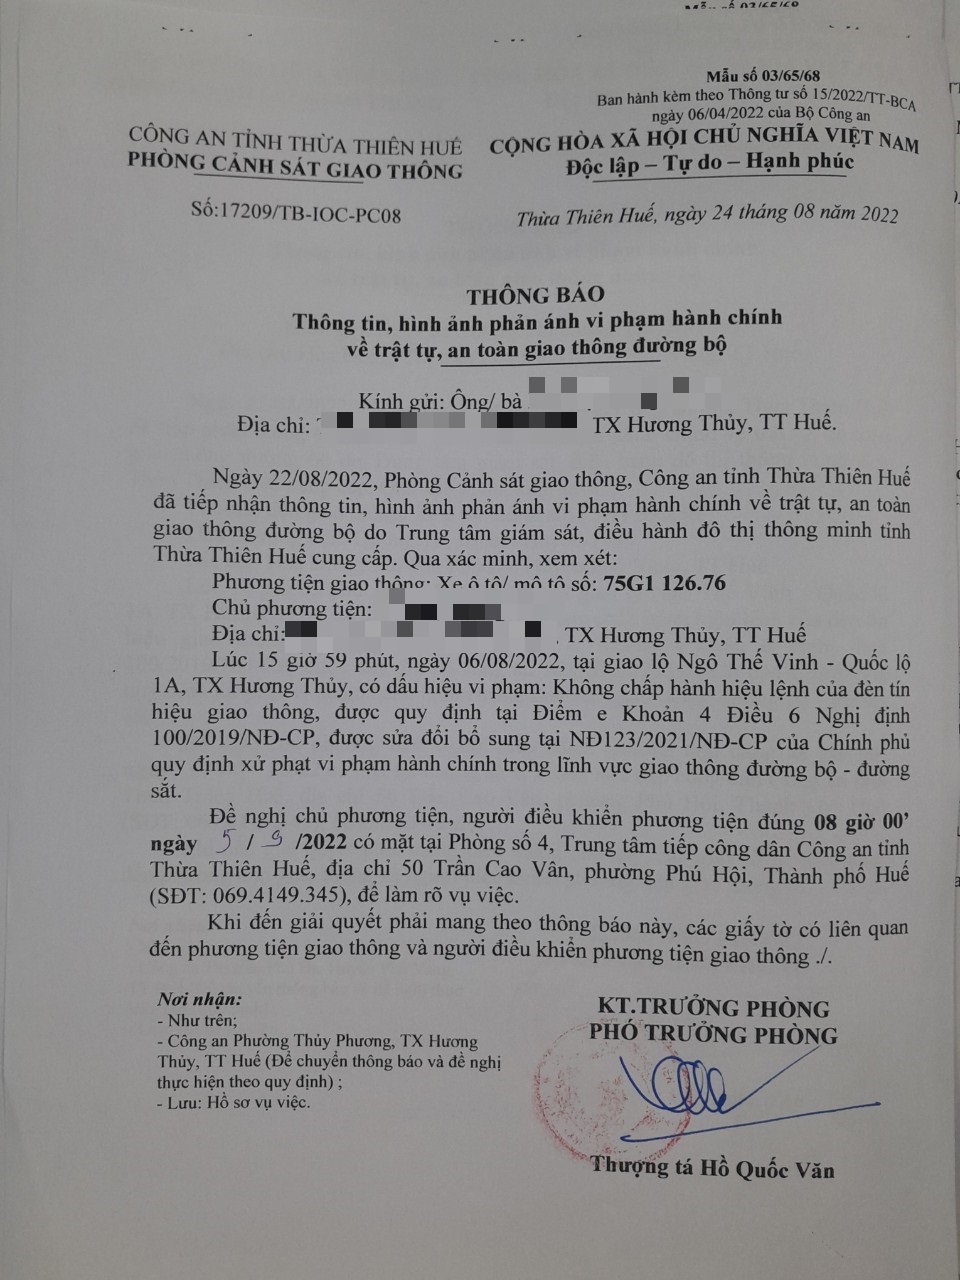 Mẫu số 03/65/68
Ban hành kèm theo Thông tư số 15/2022/TT-BCA
ngày 06/04/2022 của Bộ Công an
CÔNG AN TỈNH THỪA THIÊN HUẾ
PHÒNG CẢNH SÁT GIAO THÔNG
CỘNG HÒA XÃ HỘI CHỦ NGHĨA VIỆT NAM
Độc lập – Tự do – Hạnh phúc
Số:17209/TB-IOC-PC08
Thừa Thiên Huế, ngày 24 tháng 08 năm 2022
THÔNG BÁO
Thông tin, hình ảnh phản ánh vi phạm hành chính
về trật tự, an toàn giao thông đường bộ
Kính gửi: Ông/ bà
Địa chỉ: TX Hương Thủy, TT Huế.
Ngày 22/08/2022, Phòng Cảnh sát giao thông, Công an tỉnh Thừa Thiên Huế
đã tiếp nhận thông tin, hình ảnh phản ánh vi phạm hành chính về trật tự, an toàn
giao thông đường bộ do Trung tâm giám sát, điều hành đô thị thông minh tỉnh
Thừa Thiên Huế cung cấp. Qua xác minh, xem xét:
Phương tiện giao thông: Xe ô tô/ mô tô số: 75G1 126.76
Chủ phương tiện:
Địa chỉ: , TX Hương Thủy, TT Huế
Lúc 15 giờ 59 phút, ngày 06/08/2022, tại giao lộ Ngô Thế Vinh - Quốc lộ
1A, TX Hương Thủy, có dấu hiệu vi phạm: Không chấp hành hiệu lệnh của đèn tín
hiệu giao thông, được quy định tại Điểm e Khoản 4 Điều 6 Nghị định
100/2019/NĐ-CP, được sửa đổi bổ sung tại NĐ123/2021/NĐ-CP của Chính phủ
quy định xử phạt vi phạm hành chính trong lĩnh vực giao thông đường bộ - đường
sắt.
Đề nghị chủ phương tiện, người điều khiển phương tiện đúng 08 giờ 00’
ngày 5 / 9 /2022 có mặt tại Phòng số 4, Trung tâm tiếp công dân Công an tỉnh
Thừa Thiên Huế, địa chỉ 50 Trần Cao Vân, phường Phú Hội, Thành phố Huế
(SĐT: 069.4149.345), để làm rõ vụ việc.
Khi đến giải quyết phải mang theo thông báo này, các giấy tờ có liên quan
đến phương tiện giao thông và người điều khiển phương tiện giao thông ./.
Nơi nhận:
- Như trên;
- Công an Phường Thủy Phương, TX Hương
Thủy, TT Huế (Để chuyển thông báo và đề nghị
thực hiện theo quy định) ;
- Lưu: Hồ sơ vụ việc.
KT.TRƯỞNG PHÒNG
PHÓ TRƯỞNG PHÒNG
Thượng tá Hồ Quốc Văn